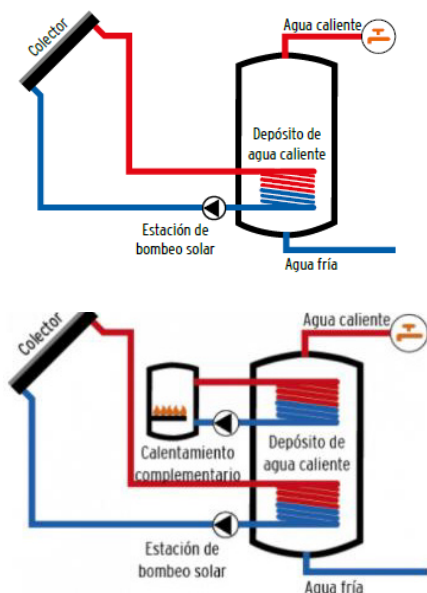 Colector
Agua caliente
Depósito de
agua caliente
Estación de
bombeo solar
Agua fría
Colector
Agua caliente
Calentamiento
complementario
Depósito de
agua caliente
Estación de
bombeo solar
Agua fría